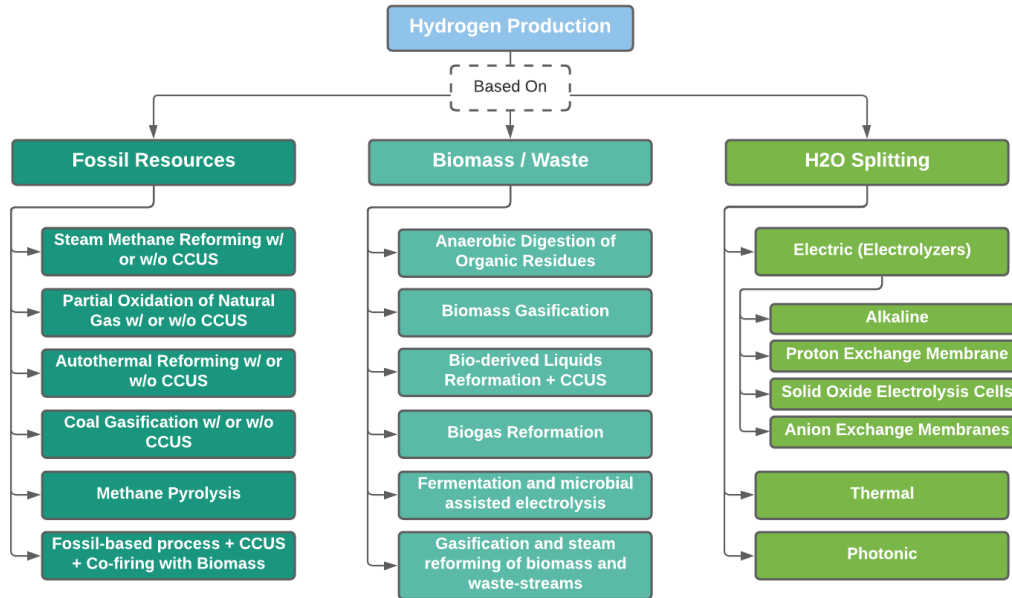 Hydrogen Production
Based On
Fossil Resources
Steam Methane Reforming w/
or w/o CCUS
Partial Oxidation of Natural
Gas w/ or w/o CCUS
Autothermal Reforming w/ or
w/o CCUS
Coal Gasification w/ or w/o
CCUS
Methane Pyrolysis
Fossil-based process + CCUS
+ Co-firing with Biomass
Biomass / Waste
Anaerobic Digestion of
Organic Residues
Biomass Gasification
Bio-derived Liquids
Reformation + CCUS
Biogas Reformation
Fermentation and microbial
assisted electrolysis
Gasification and steam
reforming of biomass and
waste-streams
H2O Splitting
Electric (Electrolyzers)
Alkaline
Proton Exchange Membrane
Solid Oxide Electrolysis Cells
Anion Exchange Membranes
Thermal
Photonic